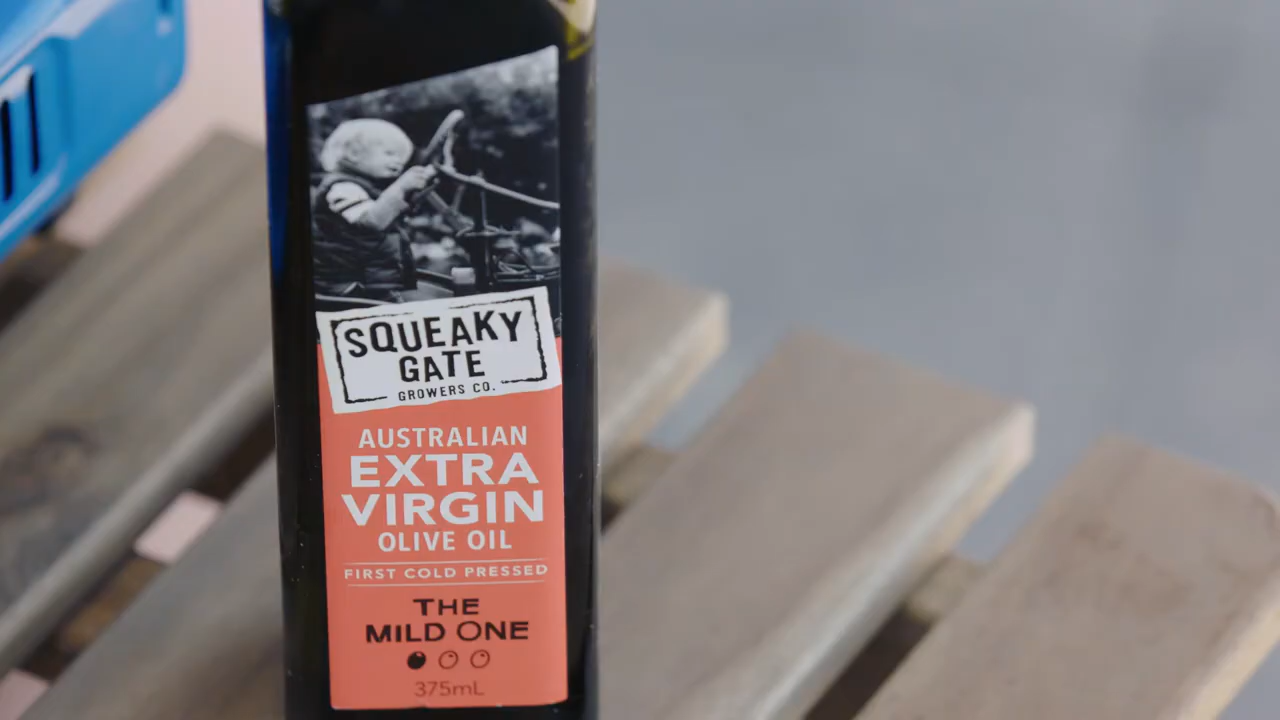 SQUEAKY
GATE
GROWERS CO.
AUSTRALIAN
EXTRA
VIRGIN
OLIVE OIL
FIRST COLD PRESSED
THE
MILD ONE
375mL